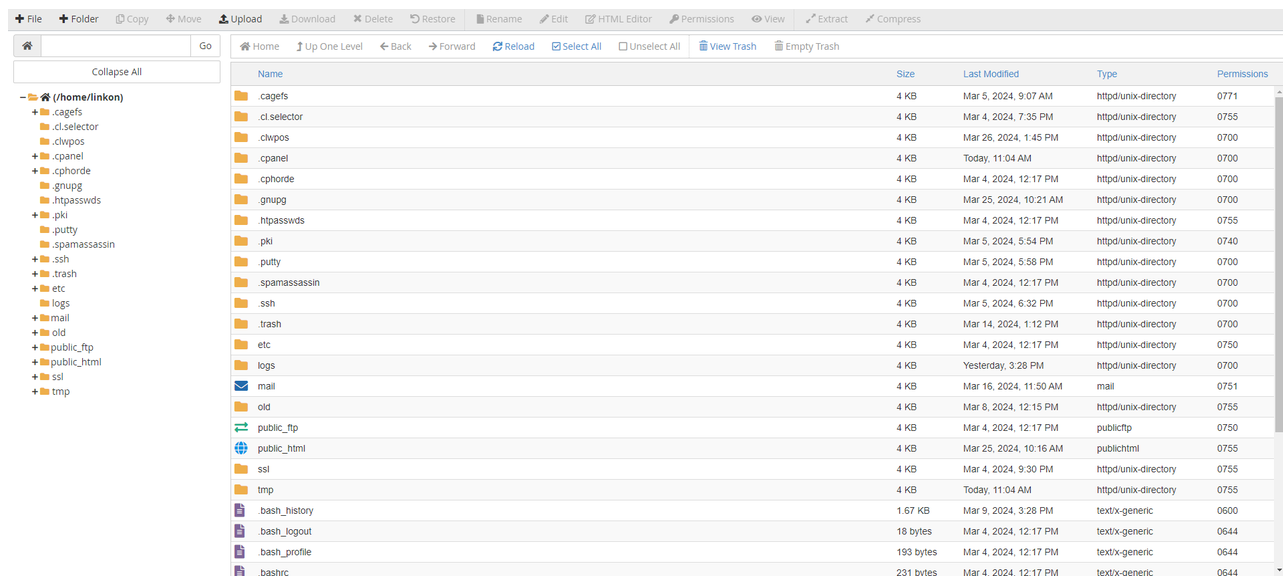 File Folder Copy Move Upload Download Delete Restore Rename Edit HTML Editor Permissions View Extract Compress
Go Home Up One Level Back Forward Reload Select All Unselect All View Trash Empty Trash
Collapse All
(/home/linkon)
.cagefs
.cl.selector
.clwpos
.cpanel
.cphorde
.gnupg
.htpasswds
.pki
.putty
.spamassassin
.ssh
.trash
etc
logs
mail
old
public_ftp
public_html
ssl
tmp
Name Size Last Modified Type Permissions
.cagefs 4 KB Mar 5, 2024, 9:07 AM httpd/unix-directory 0771
.cl.selector 4 KB Mar 4, 2024, 7:35 PM httpd/unix-directory 0755
.clwpos 4 KB Mar 26, 2024, 1:45 PM httpd/unix-directory 0700
.cpanel 4 KB Today, 11:04 AM httpd/unix-directory 0700
.cphorde 4 KB Mar 4, 2024, 12:17 PM httpd/unix-directory 0700
.gnupg 4 KB Mar 25, 2024, 10:21 AM httpd/unix-directory 0700
.htpasswds 4 KB Mar 4, 2024, 12:17 PM httpd/unix-directory 0755
.pki 4 KB Mar 5, 2024, 5:54 PM httpd/unix-directory 0740
.putty 4 KB Mar 5, 2024, 5:58 PM httpd/unix-directory 0700
.spamassassin 4 KB Mar 4, 2024, 12:17 PM httpd/unix-directory 0700
.ssh 4 KB Mar 5, 2024, 6:32 PM httpd/unix-directory 0700
.trash 4 KB Mar 14, 2024, 1:12 PM httpd/unix-directory 0700
etc 4 KB Mar 4, 2024, 12:17 PM httpd/unix-directory 0750
logs 4 KB Yesterday, 3:28 PM httpd/unix-directory 0700
mail 4 KB Mar 16, 2024, 11:50 AM mail 0751
old 4 KB Mar 8, 2024, 12:15 PM httpd/unix-directory 0755
public_ftp 4 KB Mar 4, 2024, 12:17 PM publicftp 0750
public_html 4 KB Mar 25, 2024, 10:16 AM publichtml 0755
ssl 4 KB Mar 4, 2024, 9:30 PM httpd/unix-directory 0755
tmp 4 KB Today, 11:04 AM httpd/unix-directory 0755
.bash_history 1.67 KB Mar 9, 2024, 3:28 PM text/x-generic 0600
.bash_logout 18 bytes Mar 4, 2024, 12:17 PM text/x-generic 0644
.bash_profile 193 bytes Mar 4, 2024, 12:17 PM text/x-generic 0644
.bashrc 231 bytes Mar 4, 2024, 12:17 PM text/x-generic 0644